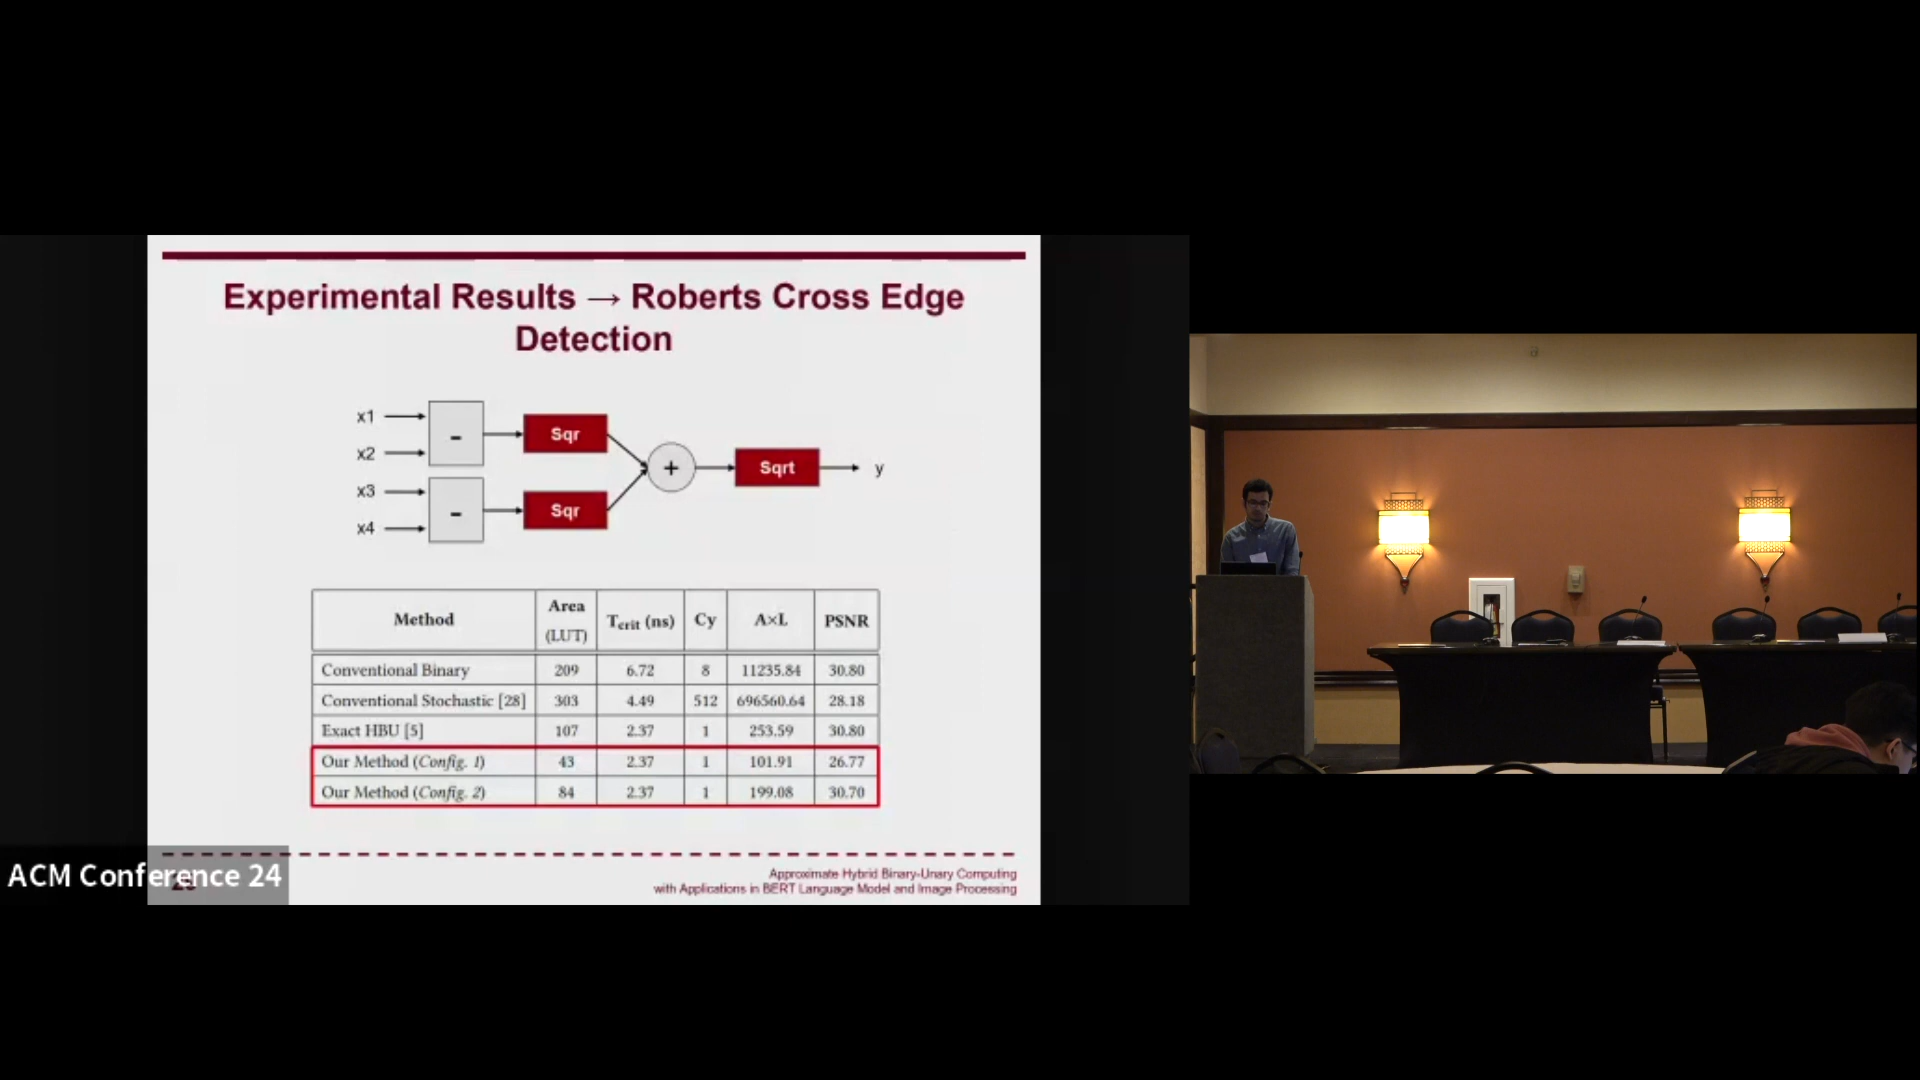 Experimental Results → Roberts Cross Edge
Detection
x1
x2
x3
x4
-
-
Sqr
Sqr
+
Sqrt
y
Method Area (LUT) Tcrit (ns) Cy A×L PSNR
Conventional Binary 209 6.72 8 11235.84 30.80
Conventional Stochastic [28] 303 4.49 512 696560.64 28.18
Exact HBU [5] 107 2.37 1 253.59 30.80
Our Method (Config. 1) 43 2.37 1 101.91 26.77
Our Method (Config. 2) 84 2.37 1 199.08 30.70
Approximate Hybrid Binary-Unary Computing
with Applications in BERT Language Model and Image Processing
ACM Conference 24